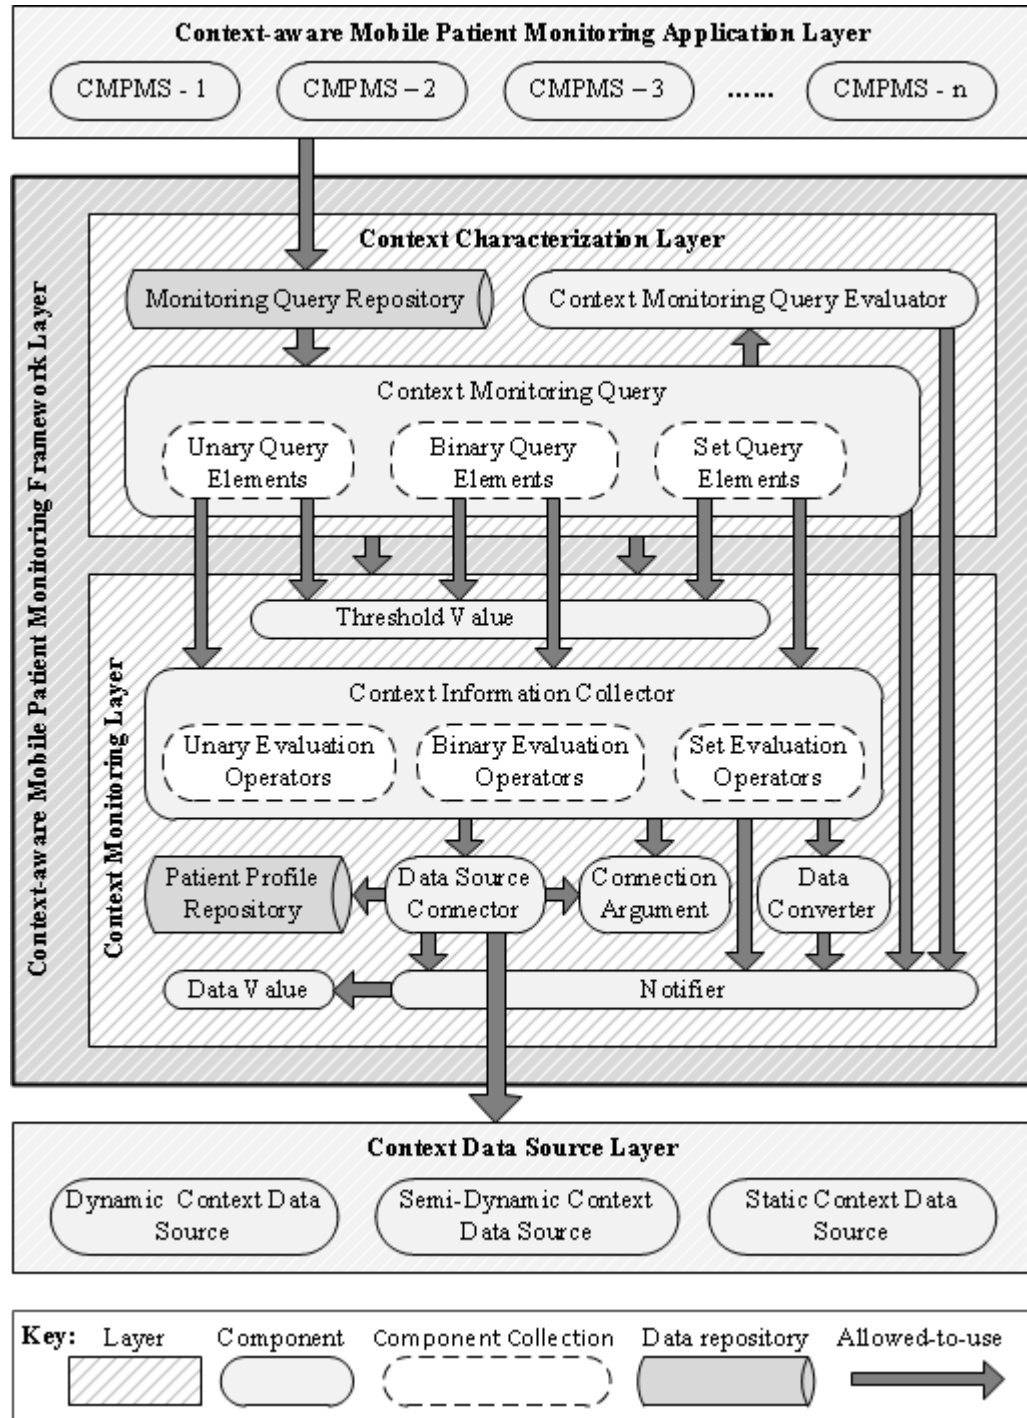 Context-aware Mobile Patient Monitoring Application Layer
CMPMS - 1
CMPMS – 2
CMPMS – 3
......
CMPMS - n
Context-aware Mobile Patient Monitoring Framework Layer
Context Characterization Layer
Monitoring Query Repository
Context Monitoring Query Evaluator
Context Monitoring Query
Unary Query
Elements
Binary Query
Elements
Set Query
Elements
Context Monitoring Layer
Threshold Value
Context Information Collector
Unary Evaluation
Operators
Binary Evaluation
Operators
Set Evaluation
Operators
Patient Profile
Repository
Data Source
Connector
Connection
Argument
Data
Converter
Data Value
Notifier
Context Data Source Layer
Dynamic Context Data
Source
Semi-Dynamic Context
Data Source
Static Context Data
Source
Key:
Layer
Component
Component Collection
Data repository
Allowed-to-use